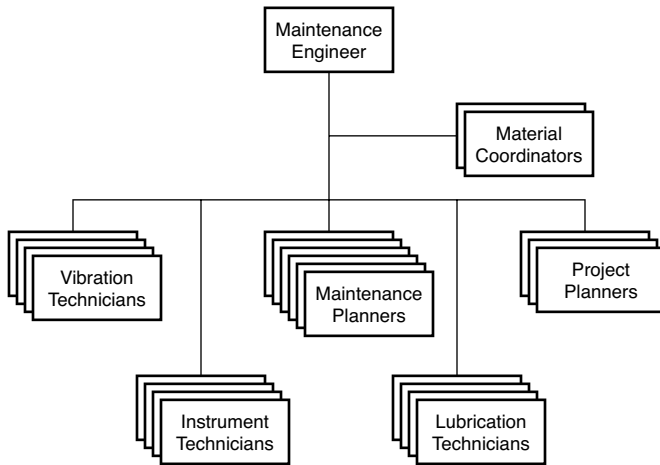 Maintenance
Engineer
Material
Coordinators
Vibration
Technicians
Maintenance
Planners
Project
Planners
Instrument
Technicians
Lubrication
Technicians